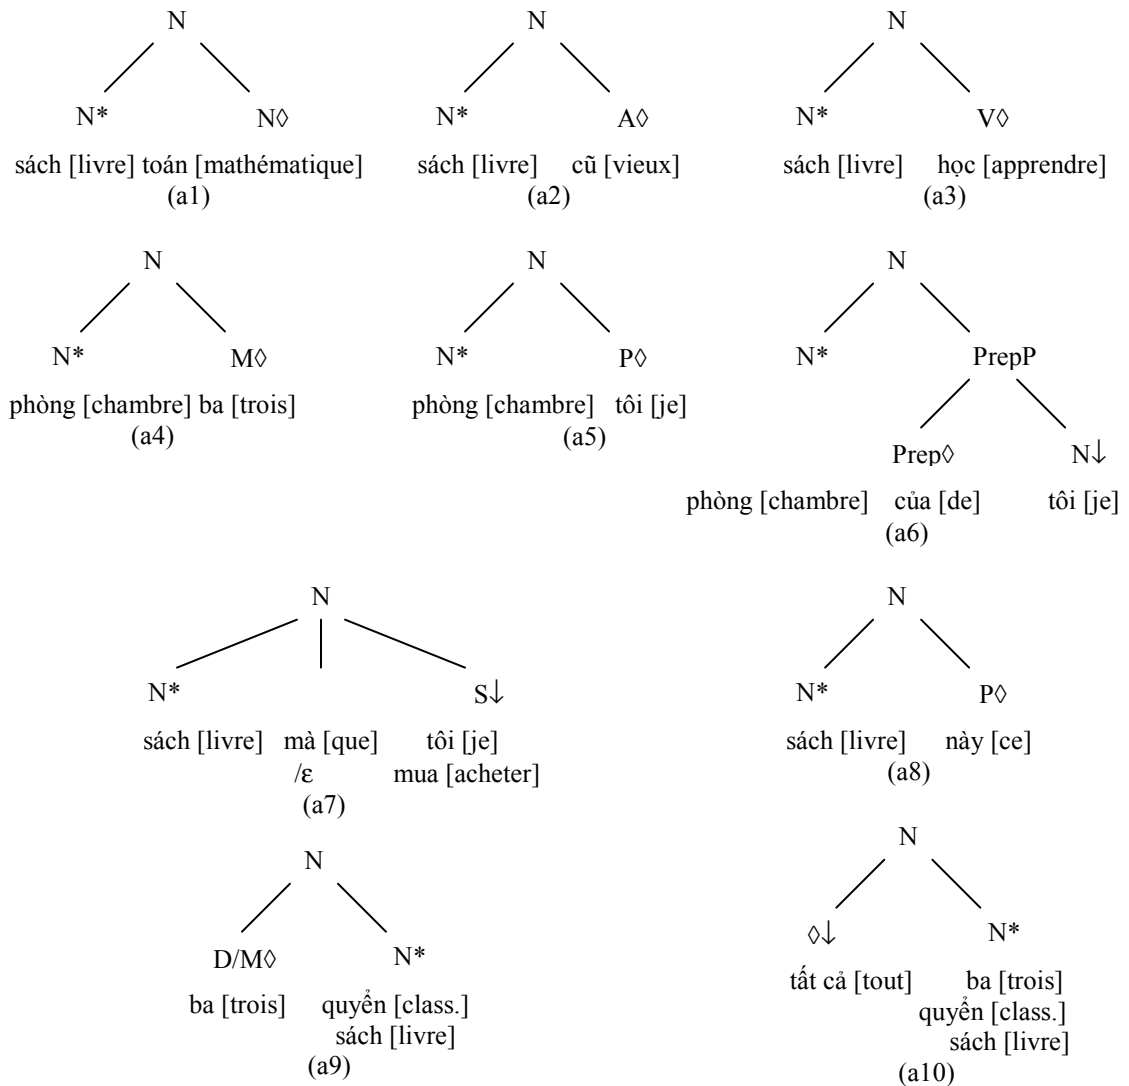 N N N
N* N◊ N* A◊ N* V◊
sách [livre] toán [mathématique] sách [livre] cũ [vieux] sách [livre] học [apprendre]
(a1) (a2) (a3)
N N N
N* M◊ N* P◊ N* PrepP
phòng [chambre] ba [trois] phòng [chambre] tôi [je]
(a4) (a5)
Prep◊ N↓
phòng [chambre] của [de] tôi [je]
(a6)
N N
N* S↓ N* P◊
sách [livre] mà [que] tôi [je] sách [livre] này [ce]
/ε mua [acheter] (a8)
(a7)
N N
D/M◊ N* ◊↓ N*
ba [trois] quyển [class.] tất cả [tout] ba [trois]
sách [livre] quyển [class.]
(a9) sách [livre]
(a10)